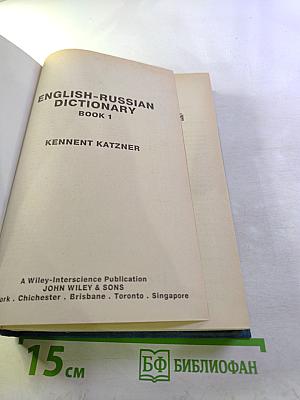 ENGLISH-RUSSIAN
DICTIONARY
BOOK 1
KENNENT KATZNER
A Wiley-Interscience Publication
JOHN WILEY & SONS
ork . Chichester . Brisbane . Toronto . Singapore
15 см
БФ БИБЛИОФАН